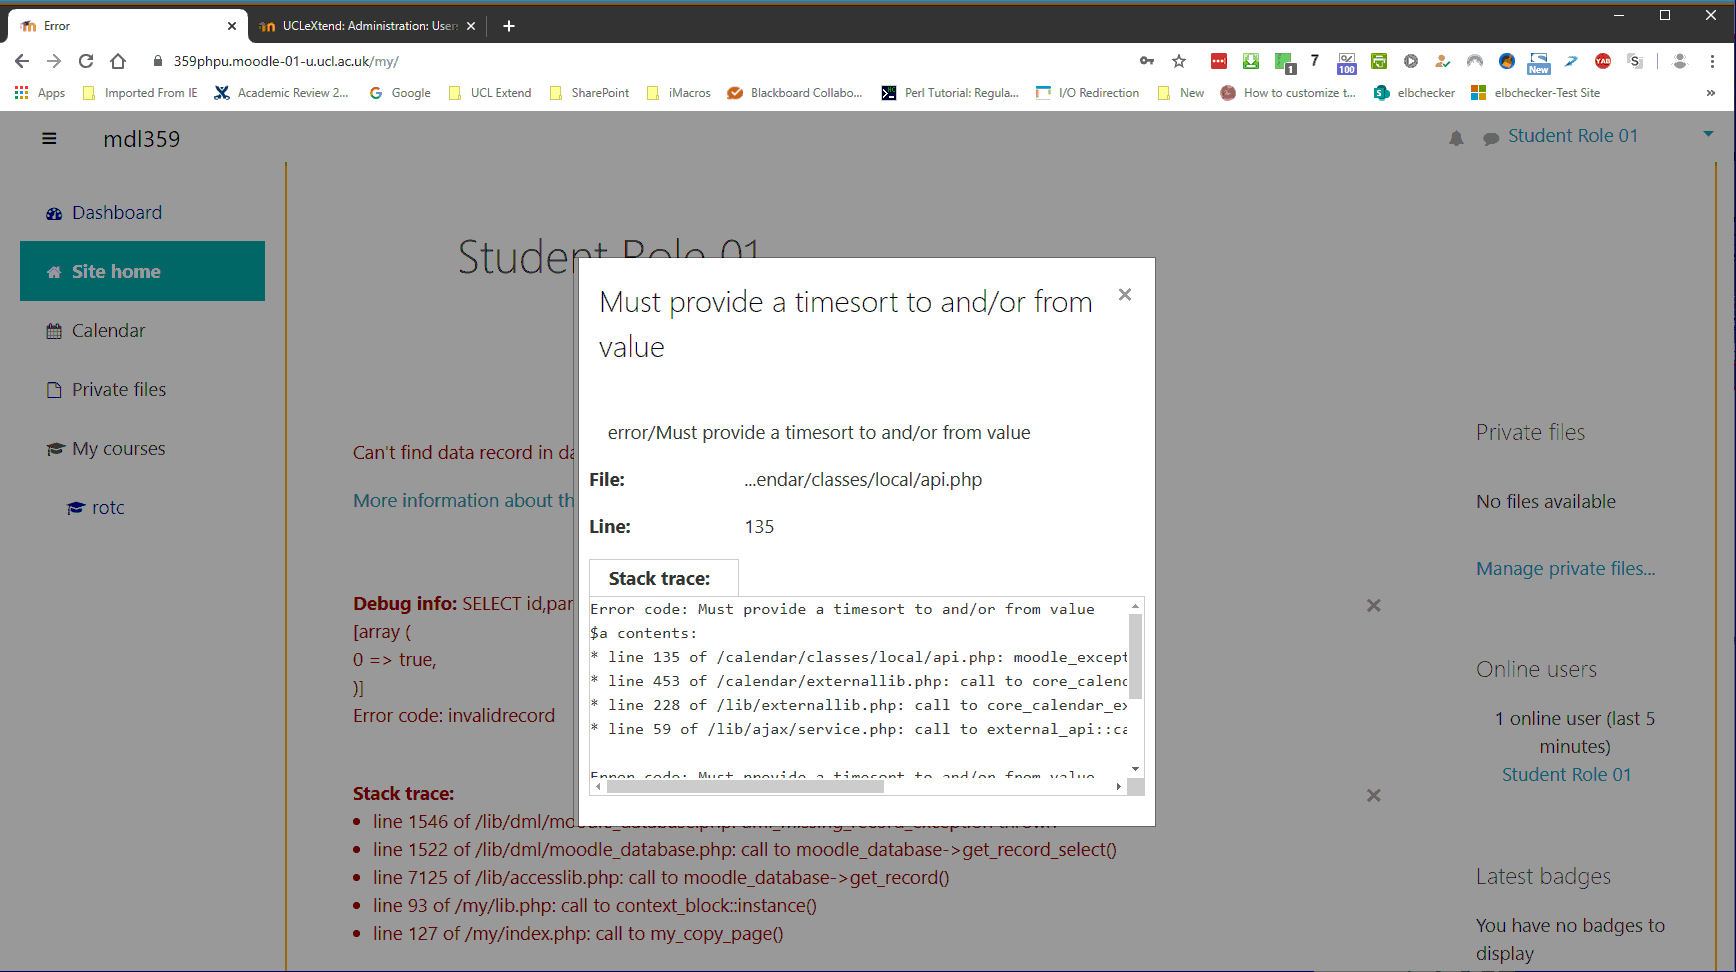 Error
UCLeXtend: Administration: User
359phpu.moodle-01-u.ucl.ac.uk/my/
1
7
100
New
YAB
S
Apps
Imported From IE
Academic Review 2...
Google
UCL Extend
SharePoint
iMacros
Blackboard Collabo...
Perl Tutorial: Regula...
I/O Redirection
New
How to customize t...
elbchecker
elbchecker-Test Site
»
mdl359
Student Role 01
Dashboard
Site home
Calendar
Private files
My courses
rotc
Student Role 01
Must provide a timesort to and/or from
value
error/Must provide a timesort to and/or from value
File: ...endar/classes/local/api.php
Line: 135
Stack trace:
Error code: Must provide a timesort to and/or from value
$a contents:
* line 135 of /calendar/classes/local/api.php: moodle_except
* line 453 of /calendar/externallib.php: call to core_calend
* line 228 of /lib/externallib.php: call to core_calendar_ex
* line 59 of /lib/ajax/service.php: call to external_api::ca
Error code: Must provide a timesort to and/or from value
Can't find data record in da
More information about th
Debug info: SELECT id,par
[array (
0 => true,
)]
Error code: invalidrecord
Stack trace:
line 1546 of /lib/dml/moodle_database.php: dml_missing_record_exception thrown
line 1522 of /lib/dml/moodle_database.php: call to moodle_database->get_record_select()
line 7125 of /lib/accesslib.php: call to moodle_database->get_record()
line 93 of /my/lib.php: call to context_block::instance()
line 127 of /my/index.php: call to my_copy_page()
Private files
No files available
Manage private files...
Online users
1 online user (last 5
minutes)
Student Role 01
Latest badges
You have no badges to
display